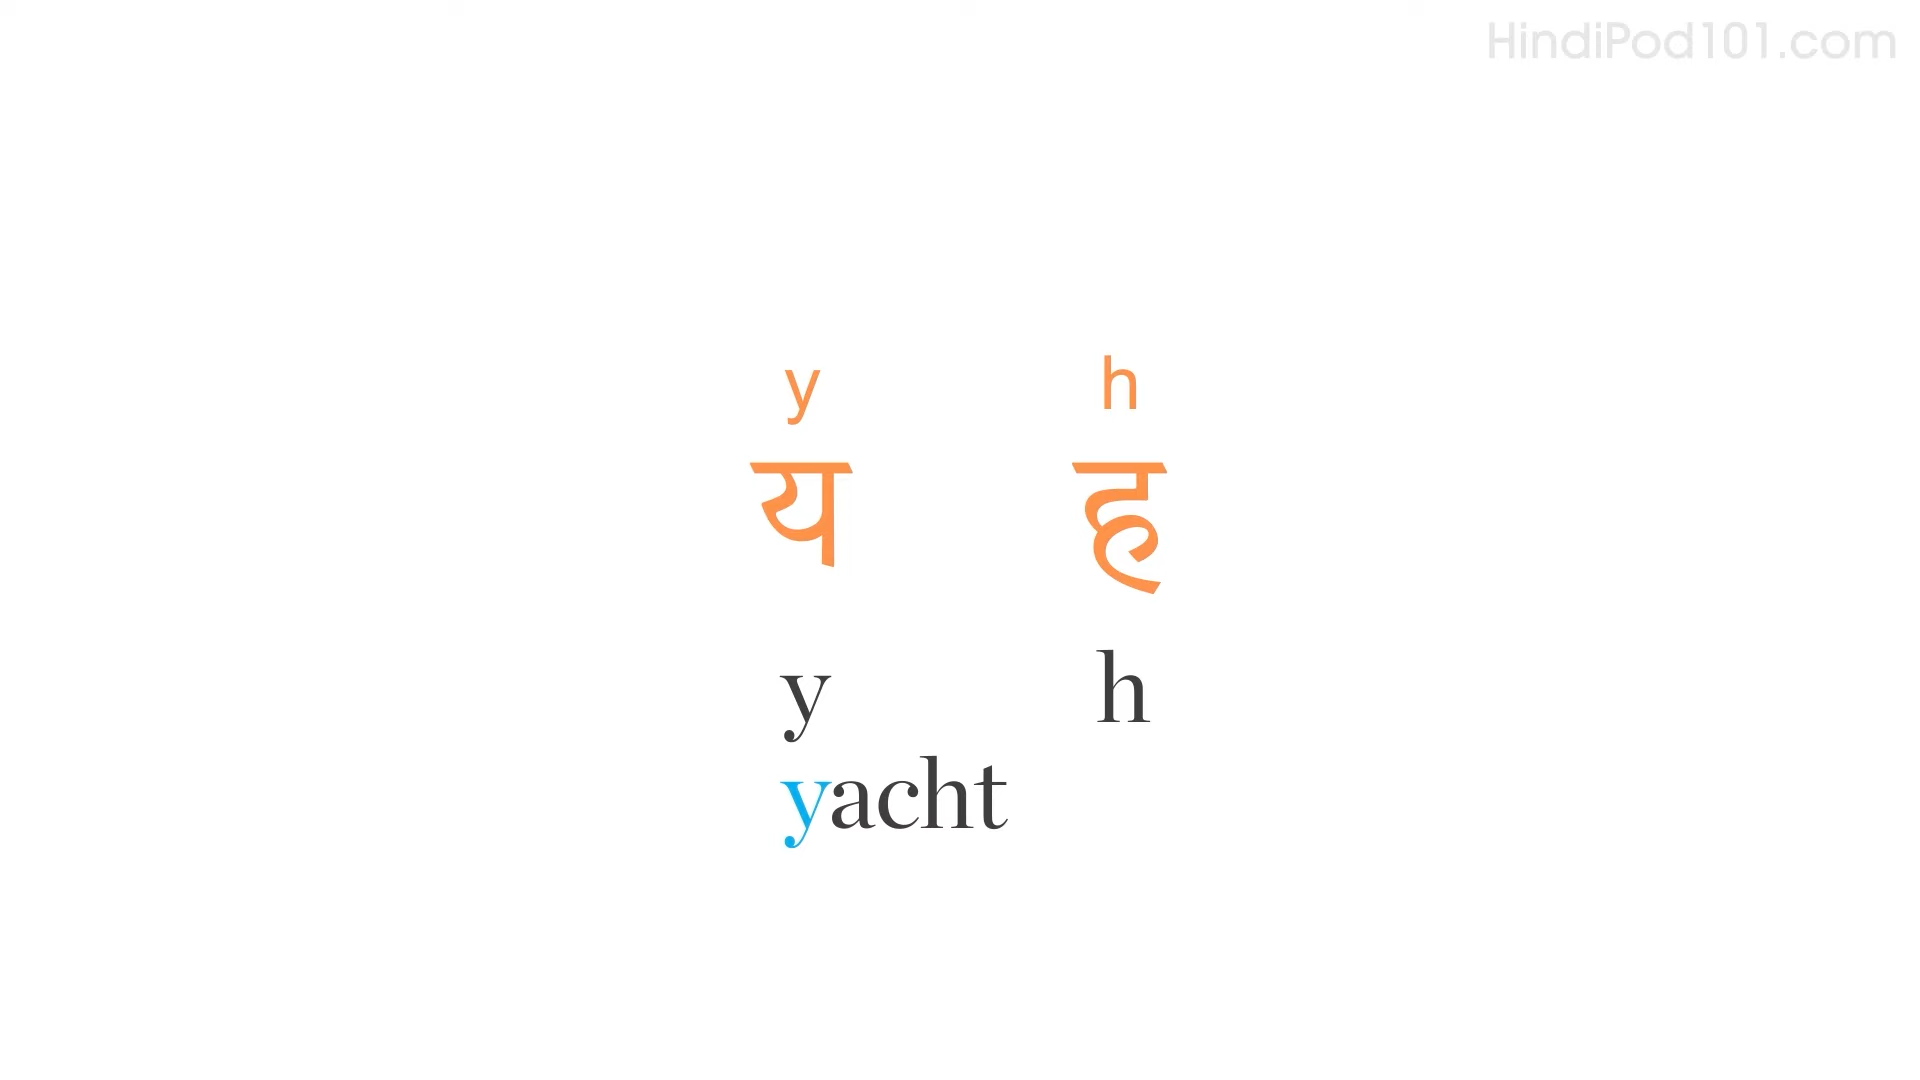 HindiPod101.com
y h
य ह
y h
yacht